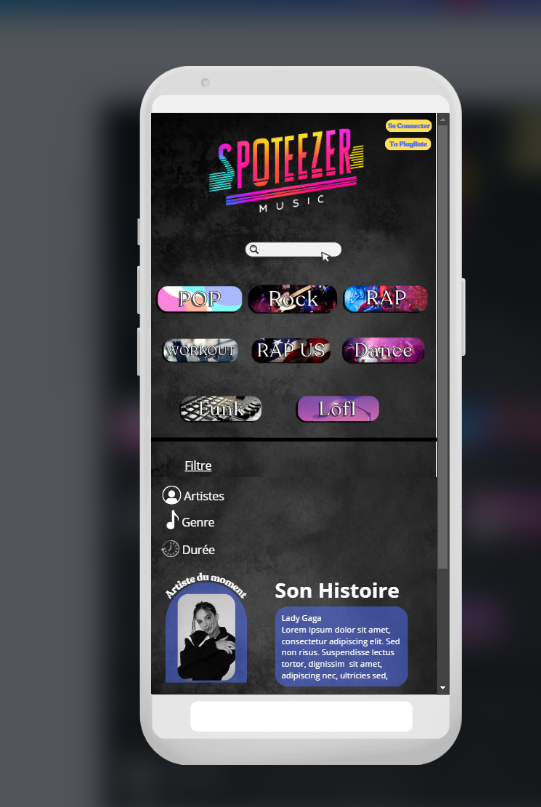 Se Connecter
Ta Playliste
SPOTEEZER
MUSIC
POP
Rock
RAP
WORKOUT
RAP US
Dance
Funk
Lofi
Filtre
Artistes
Genre
Durée
Artiste du moment
Son Histoire
Lady Gaga
Lorem ipsum dolor sit amet,
consectetur adipiscing elit. Sed
non risus. Suspendisse lectus
tortor, dignissim sit amet,
adipiscing nec, ultricies sed,